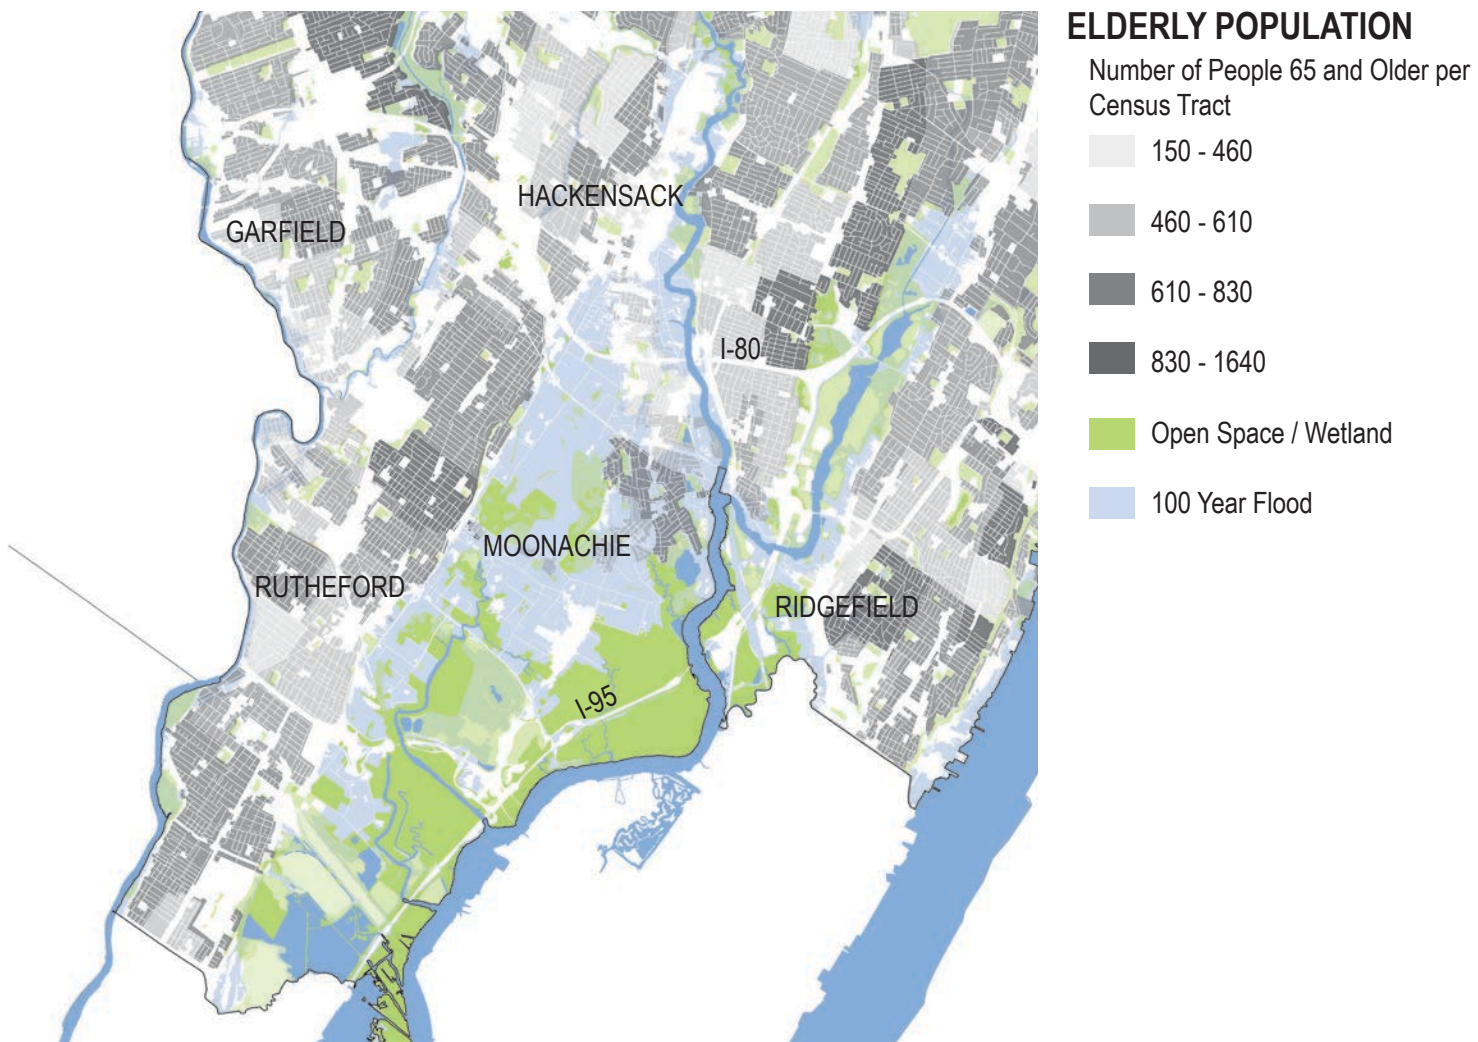 ELDERLY POPULATION
Number of People 65 and Older per
Census Tract
150 - 460
460 - 610
610 - 830
830 - 1640
Open Space / Wetland
100 Year Flood
HACKENSACK
GARFIELD
I-80
MOONACHIE
RUTHEFORD
RIDGEFIELD
I-95